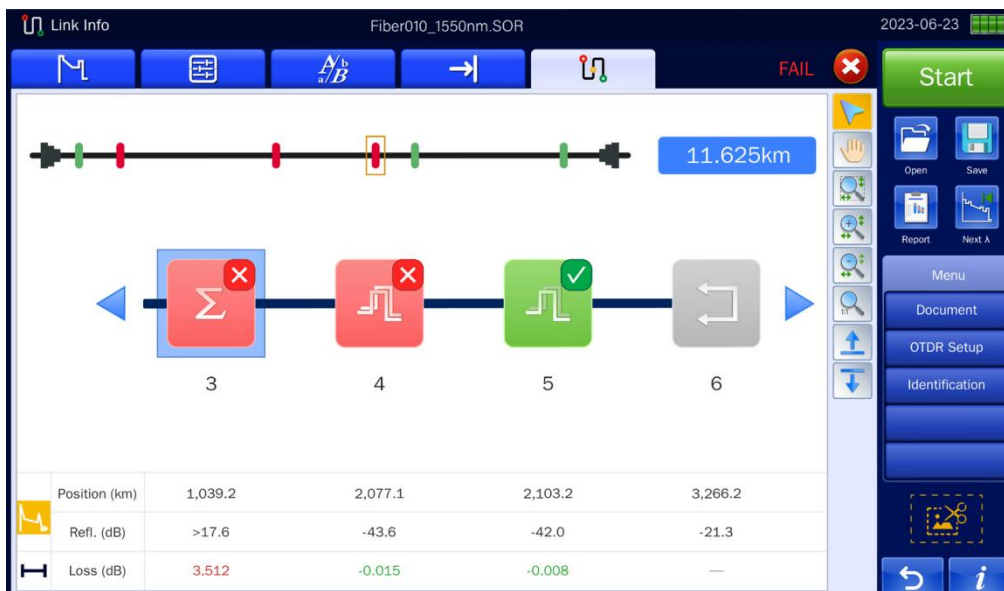 Link Info
Fiber010_1550nm.SOR
2023-06-23
A/b
a/B
FAIL
Start
11.625km
Open
Save
Report
Next λ
1:1
Σ
Menu
Document
OTDR Setup
Identification
3
4
5
6
Position (km)
1,039.2
2,077.1
2,103.2
3,266.2
Refl. (dB)
>17.6
-43.6
-42.0
-21.3
Loss (dB)
3.512
-0.015
-0.008
—
i